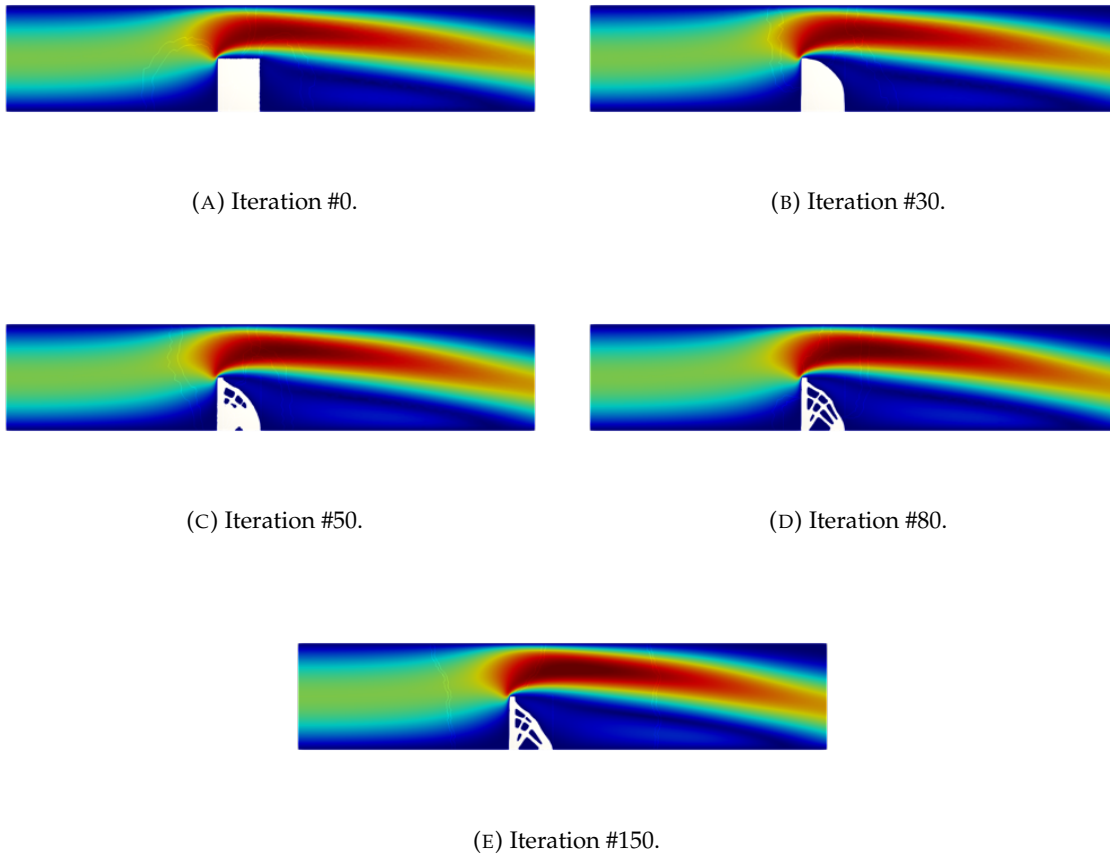 (A) Iteration #0.
(B) Iteration #30.
(C) Iteration #50.
(D) Iteration #80.
(E) Iteration #150.